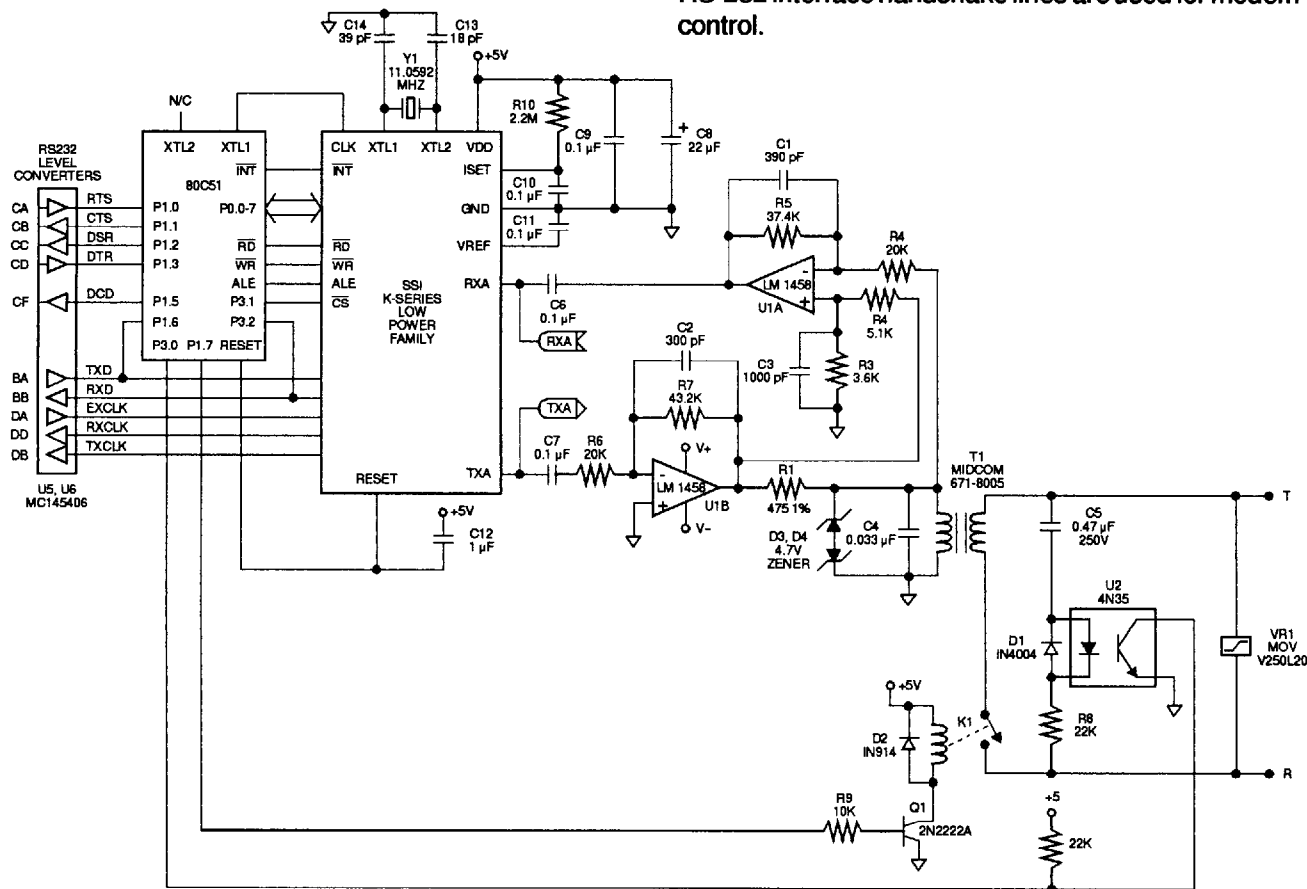 RS-232 interface handshake lines are used for modem
control.
C14
39 pF
C13
18 pF
Y1
11.0592
MHZ
+5V
N/C
R10
2.2M
C9
0.1 µF
+
C8
22 µF
RS232
LEVEL
CONVERTERS
XTL2
XTL1
CLK
XTL1
XTL2
VDD
INT
INT
ISET
80C51
C10
0.1 µF
C1
390 pF
CA
RTS
P1.0
P0.0-7
GND
R5
37.4K
CB
CTS
P1.1
C11
0.1 µF
CC
DSR
P1.2
RD
RD
VREF
R4
20K
CD
DTR
P1.3
WR
WR
ALE
ALE
SSI
K-SERIES
LOW
POWER
FAMILY
RXA
LM 1458
-
+
U1A
CF
DCD
P1.5
P3.1
CS
C6
0.1 µF
R4
5.1K
P1.6
P3.2
RXA
C2
300 pF
P3.0
P1.7
RESET
C3
1000 pF
R3
3.6K
BA
TXD
BB
RXD
R7
43.2K
DA
EXCLK
TXA
DD
RXCLK
DB
TXCLK
C7
0.1 µF
R6
20K
V+
T1
MIDCOM
671-8005
U5, U6
MC145406
RESET
TXA
-
+
LM 1458
U1B
V−
R1
475 1%
T
+5V
C12
1 µF
D3, D4
4.7V
ZENER
C4
0.033 µF
C5
0.47 µF
250V
U2
4N35
D1
IN4004
VR1
MOV
V250L20
+5V
D2
IN914
K1
R8
22K
R
R9
10K
Q1
2N2222A
+5
22K